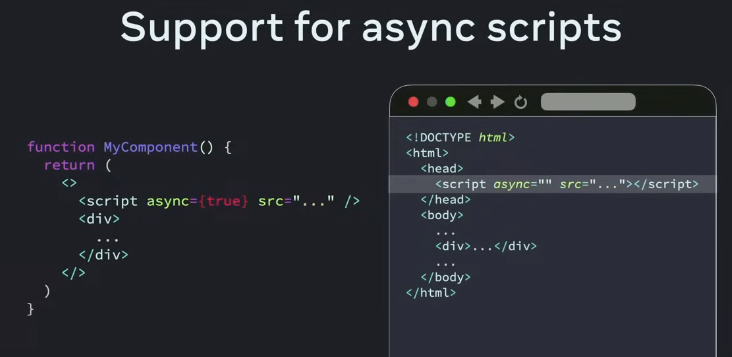 Support for async scripts
function MyComponent() {
  return (
    <>
      <script async={true} src="..." />
      <div>
        ...
      </div>
    </>
  )
}
<!DOCTYPE html>
<html>
  <head>
    <script async="" src="..."></script>
  </head>
  <body>
    ...
    <div>...</div>
    ...
  </body>
</html>